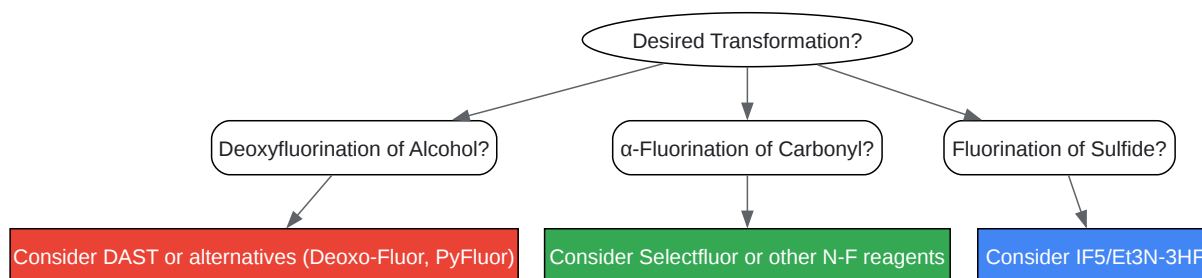 Desired Transformation?
Deoxyfluorination of Alcohol?
α-Fluorination of Carbonyl?
Fluorination of Sulfide?
Consider DAST or alternatives (Deoxo-Fluor, PyFluor)
Consider Selectfluor or other N-F reagents
Consider IF5/Et3N-3HF